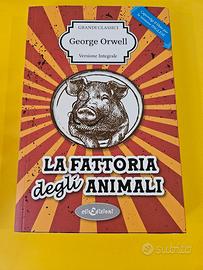 GRANDI CLASSICI
George Orwell
Versione Integrale
LA FATTORIA
degli ANIMALI
subito